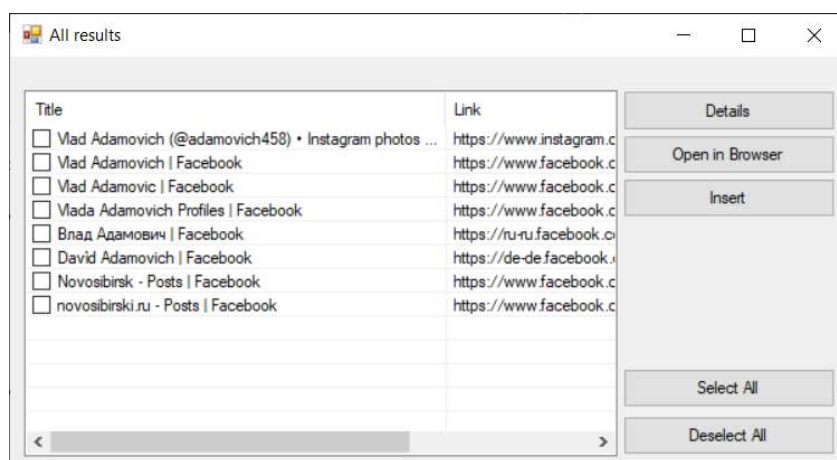 All results
Title Link Details
Vlad Adamovich (@adamovich458) • Instagram photos ... https://www.instagram.c
Vlad Adamovich | Facebook https://www.facebook.c Open in Browser
Vlad Adamovic | Facebook https://www.facebook.c
Vlada Adamovich Profiles | Facebook https://www.facebook.c Insert
Влад Адамович | Facebook https://ru-ru.facebook.c
David Adamovich | Facebook https://de-de.facebook.
Novosibirsk - Posts | Facebook https://www.facebook.c
novosibirski.ru - Posts | Facebook https://www.facebook.c
Select All
Deselect All